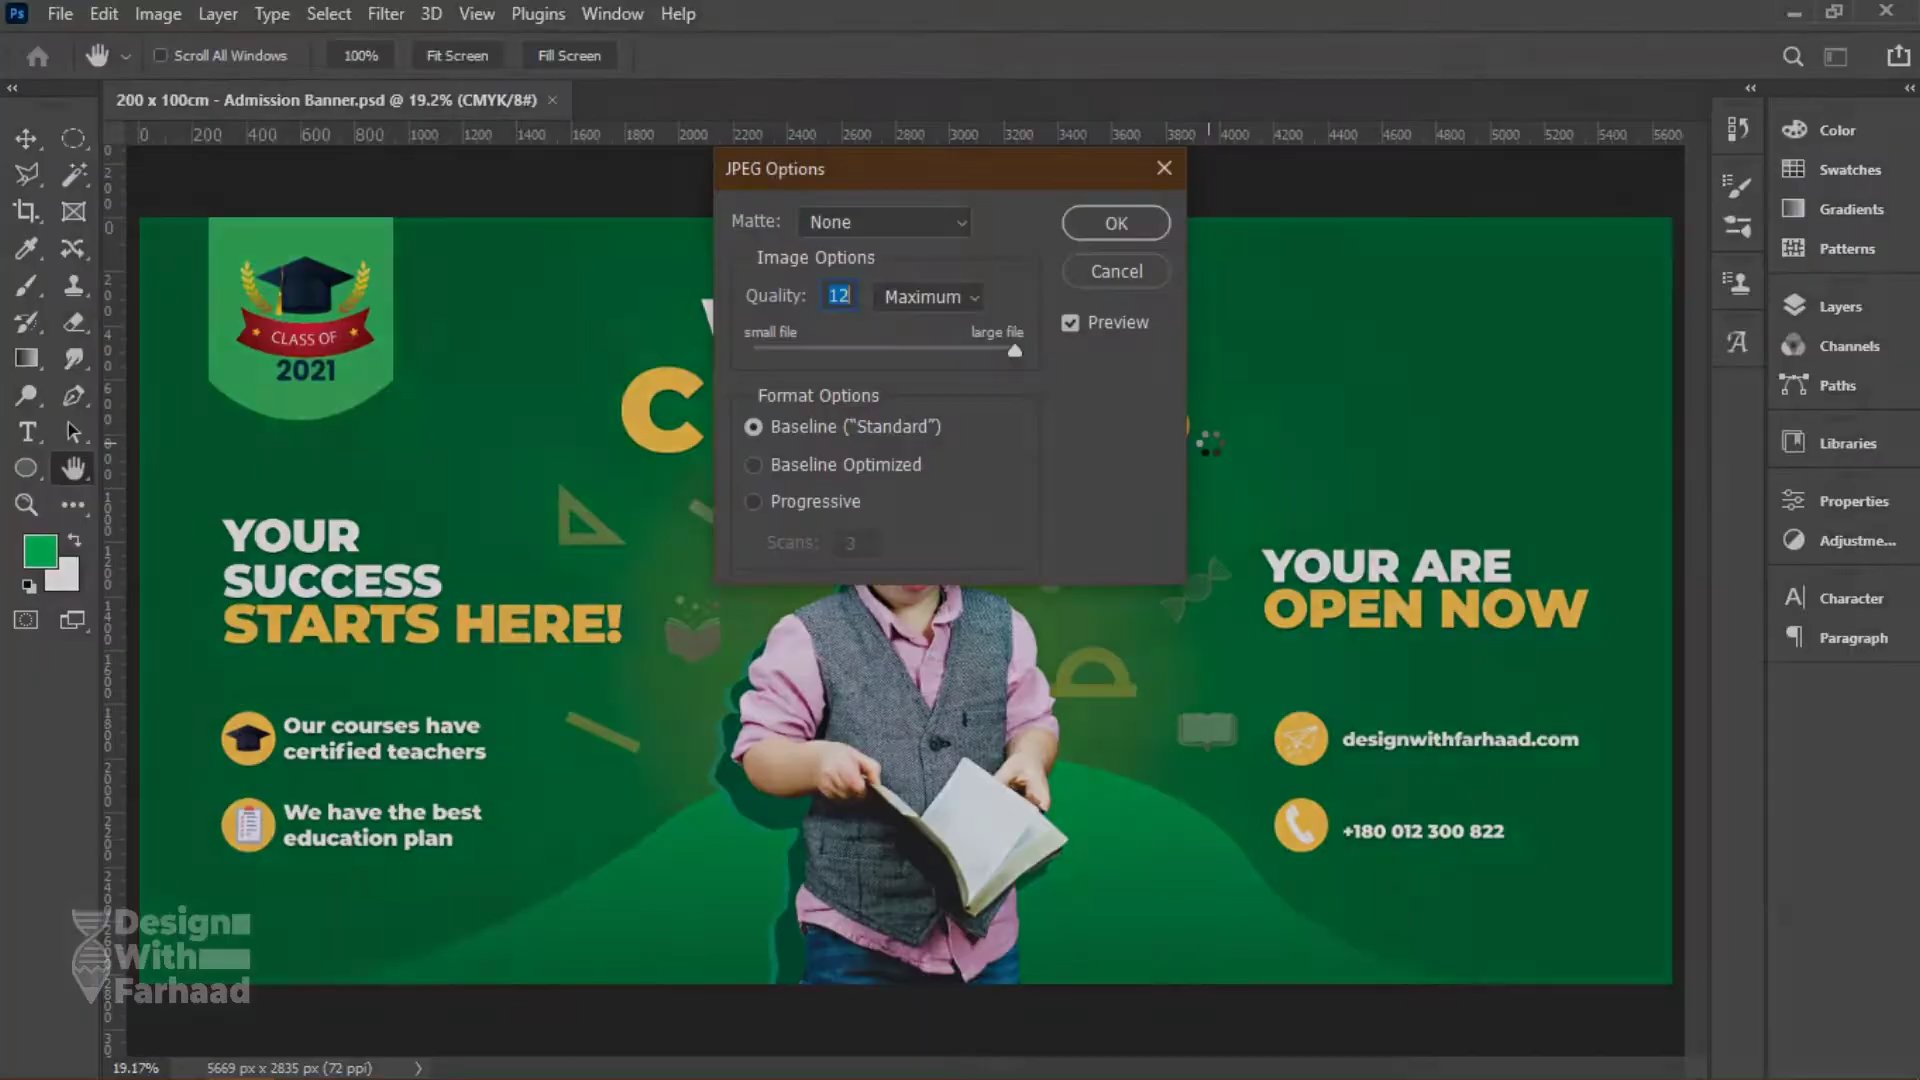 Ps File Edit Image Layer Type Select Filter 3D View Plugins Window Help
Scroll All Windows 100% Fit Screen Fill Screen
200 x 100cm - Admission Banner.psd @ 19.2% (CMYK/8#)
0 200 400 600 800 1000 1200 1400 1600 1800 2000 2200 2400 2600 2800 3000 3200 3400 3600 3800 4000 4200 4400 4600 4800 5000 5200 5400 5600
JPEG Options
Matte: None
OK
Image Options
Cancel
Quality: 12 Maximum
Preview
small file large file
Format Options
Baseline ("Standard")
Baseline Optimized
Progressive
Scans: 3
CLASS OF
2021
C
YOUR
SUCCESS
STARTS HERE!
Our courses have
certified teachers
We have the best
education plan
YOUR ARE
OPEN NOW
designwithfarhaad.com
+180 012 300 822
Design
With
Farhaad
Color
Swatches
Gradients
Patterns
Layers
Channels
Paths
Libraries
Properties
Adjustme...
Character
Paragraph
19.17% 5669 px x 2835 px (72 ppi)